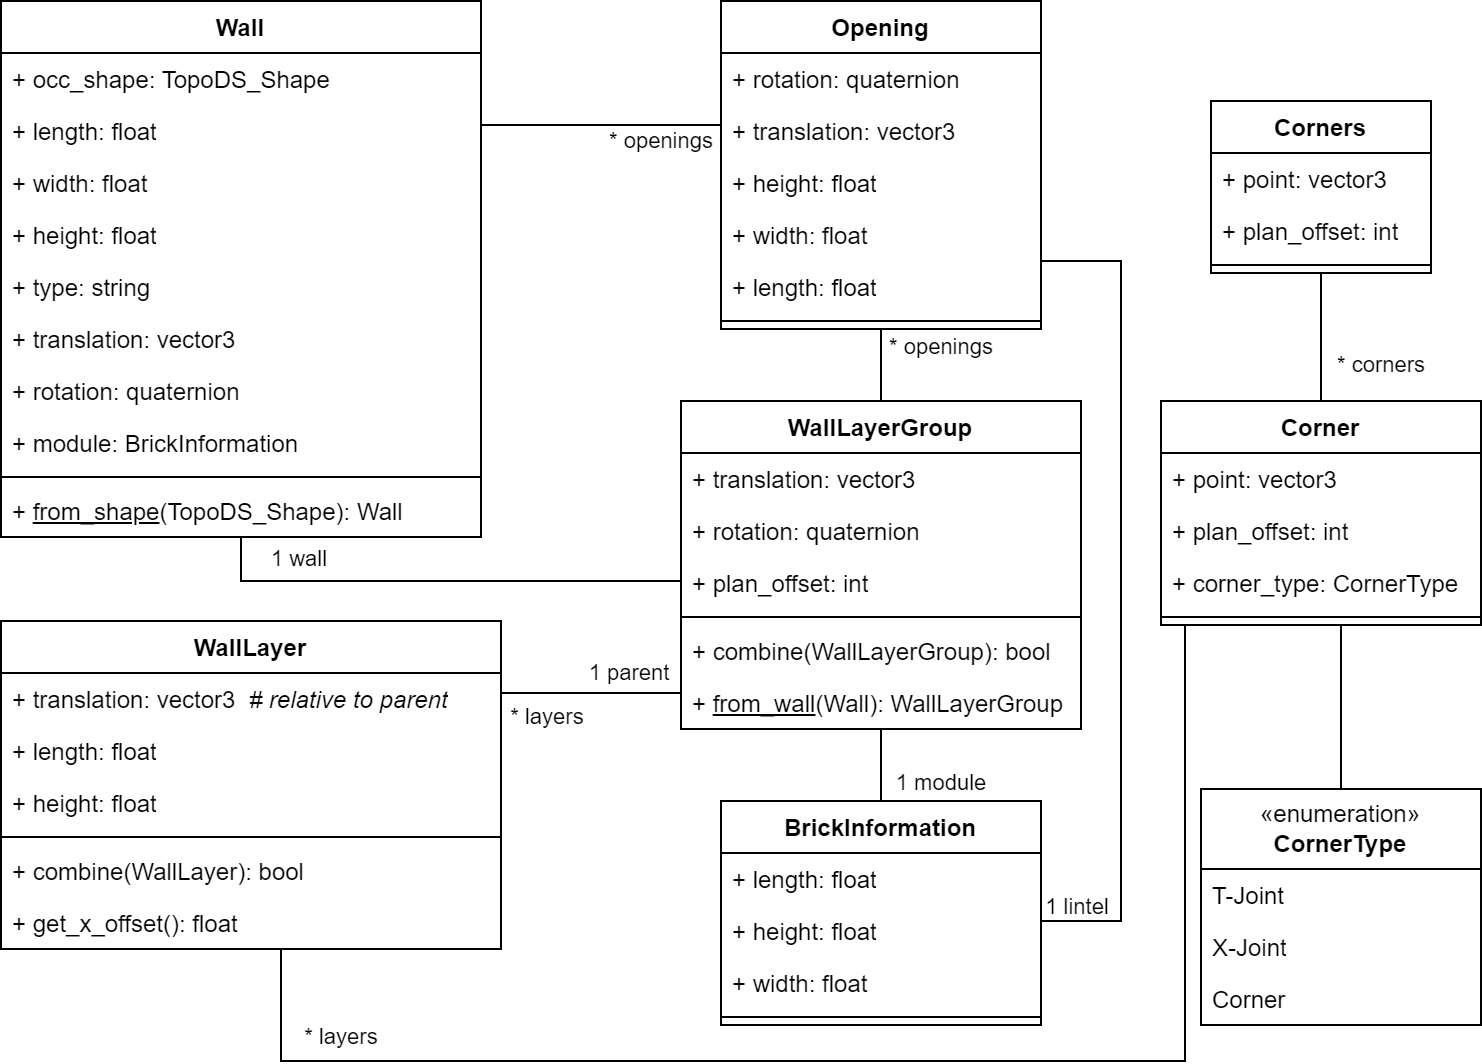 Wall
+ occ_shape: TopoDS_Shape
+ length: float
+ width: float
+ height: float
+ type: string
+ translation: vector3
+ rotation: quaternion
+ module: BrickInformation
+ from_shape(TopoDS_Shape): Wall
* openings
Opening
+ rotation: quaternion
+ translation: vector3
+ height: float
+ width: float
+ length: float
* openings
Corners
+ point: vector3
+ plan_offset: int
* corners
1 wall
WallLayerGroup
+ translation: vector3
+ rotation: quaternion
+ plan_offset: int
+ combine(WallLayerGroup): bool
+ from_wall(Wall): WallLayerGroup
Corner
+ point: vector3
+ plan_offset: int
+ corner_type: CornerType
WallLayer
+ translation: vector3 # relative to parent
+ length: float
+ height: float
+ combine(WallLayer): bool
+ get_x_offset(): float
1 parent
* layers
1 module
BrickInformation
+ length: float
+ height: float
+ width: float
1 lintel
«enumeration»
CornerType
T-Joint
X-Joint
Corner
* layers